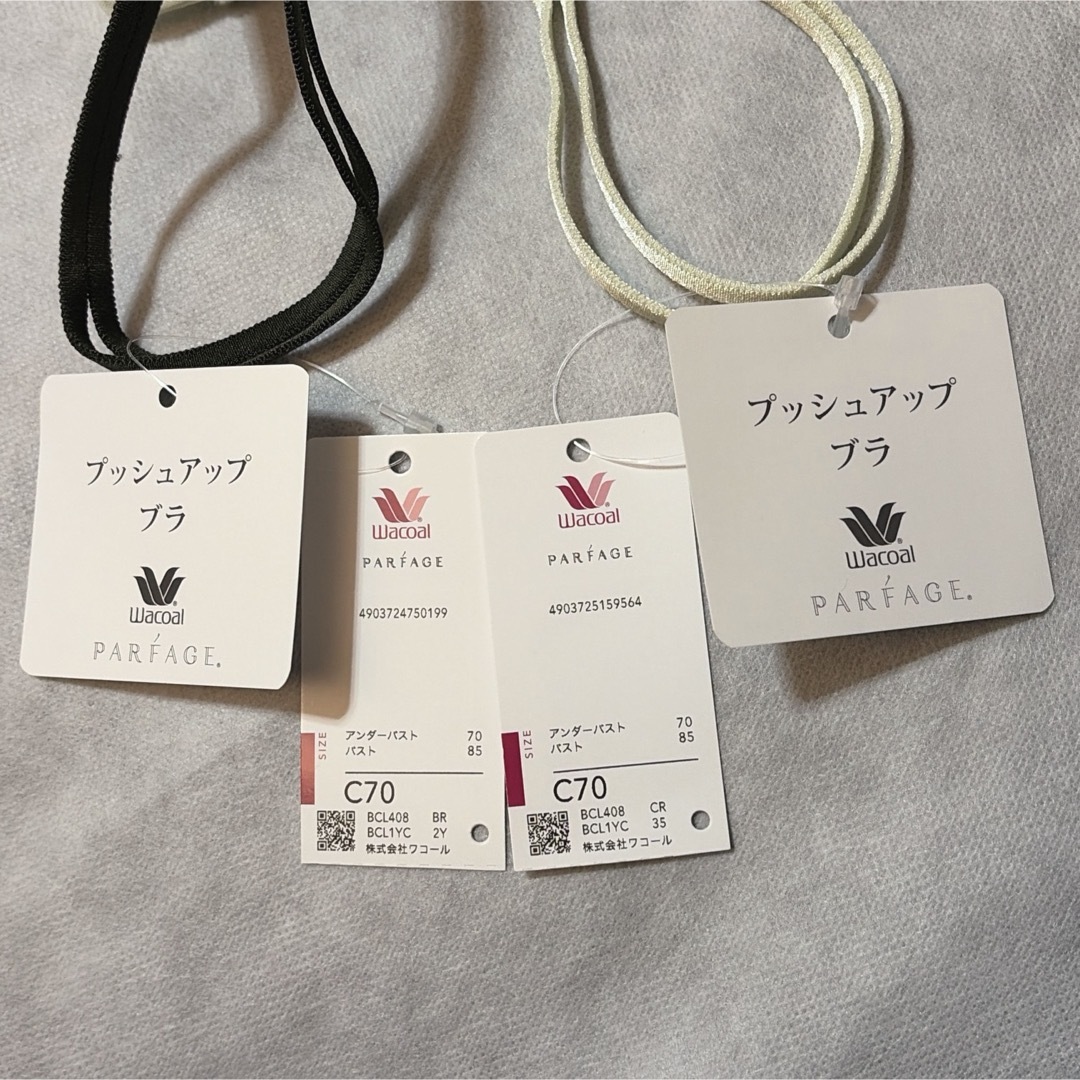 プッシュアップ
ブラ
Wacoal®
PARFAGE®
Wacoal®
PARFAGE
4903724750199
SIZE
アンダーバスト 70
バスト 85
C70
BCL408 BR
BCL1YC 2Y
株式会社ワコール
Wacoal®
PARFAGE
4903725159564
SIZE
アンダーバスト 70
バスト 85
C70
BCL408 CR
BCL1YC 35
株式会社ワコール
プッシュアップ
ブラ
Wacoal®
PARFAGE®